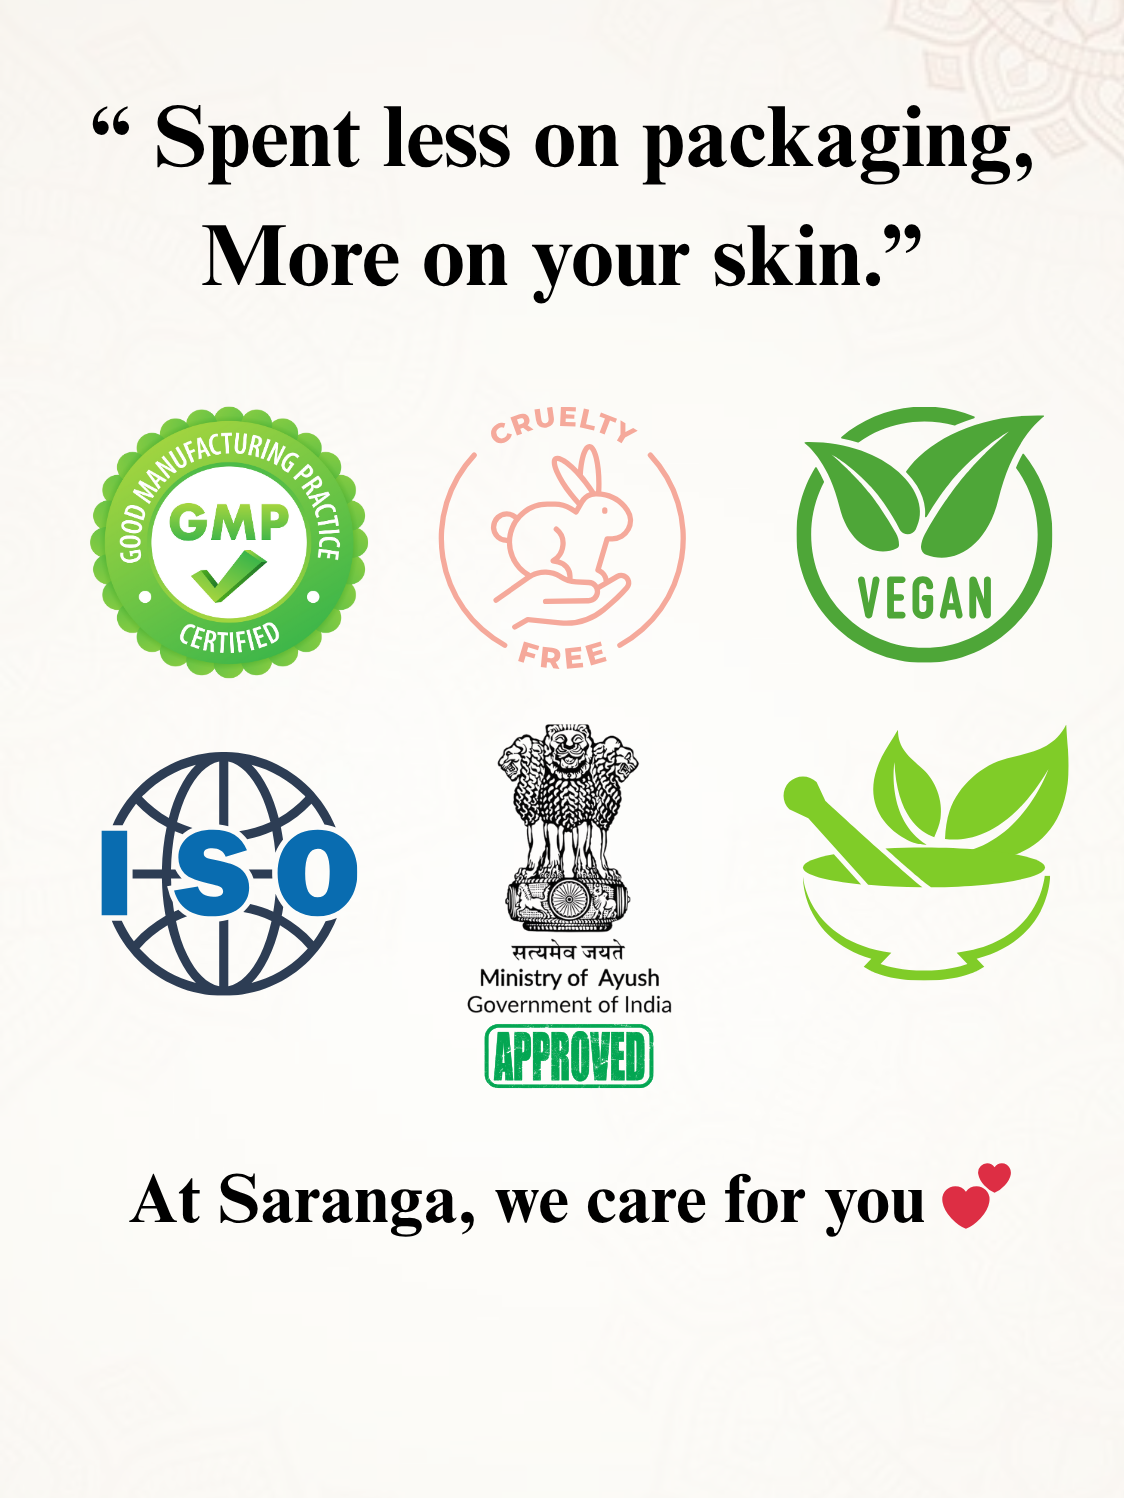 “ Spent less on packaging,
More on your skin.”
GOOD MANUFACTURING PRACTICE
GMP
CERTIFIED
CRUELTY
FREE
VEGAN
ISO
सत्यमेव जयते
Ministry of Ayush
Government of India
APPROVED
At Saranga, we care for you 💕